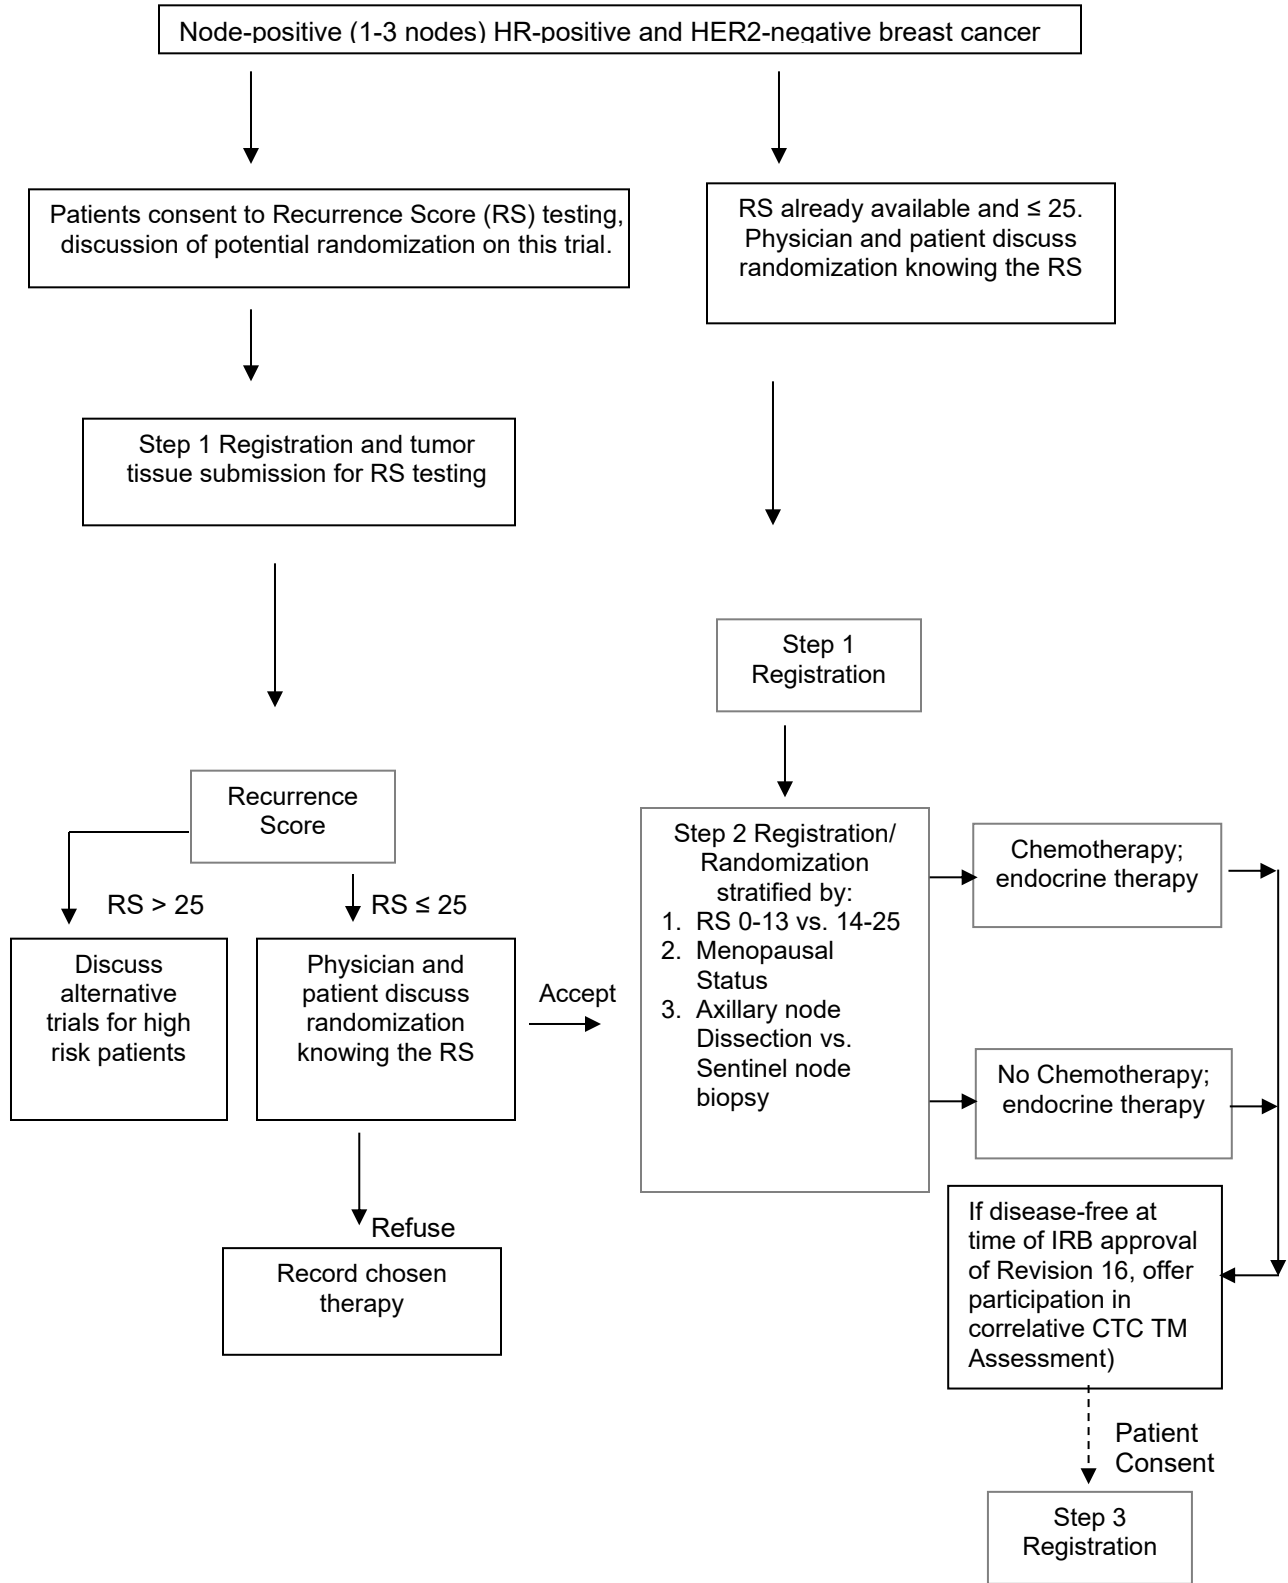 Node-positive (1-3 nodes) HR-positive and HER2-negative breast cancer
Patients consent to Recurrence Score (RS) testing,
discussion of potential randomization on this trial.
RS already available and ≤ 25.
Physician and patient discuss
randomization knowing the RS
Step 1 Registration and tumor
tissue submission for RS testing
Step 1
Registration
Recurrence
Score
RS > 25
RS ≤ 25
Discuss
alternative
trials for high
risk patients
Physician and
patient discuss
randomization
knowing the RS
Accept
Refuse
Record chosen
therapy
Step 2 Registration/
Randomization
stratified by:
1. RS 0-13 vs. 14-25
2. Menopausal
Status
3. Axillary node
Dissection vs.
Sentinel node
biopsy
Chemotherapy;
endocrine therapy
No Chemotherapy;
endocrine therapy
If disease-free at
time of IRB approval
of Revision 16, offer
participation in
correlative CTC TM
Assessment)
Patient
Consent
Step 3
Registration